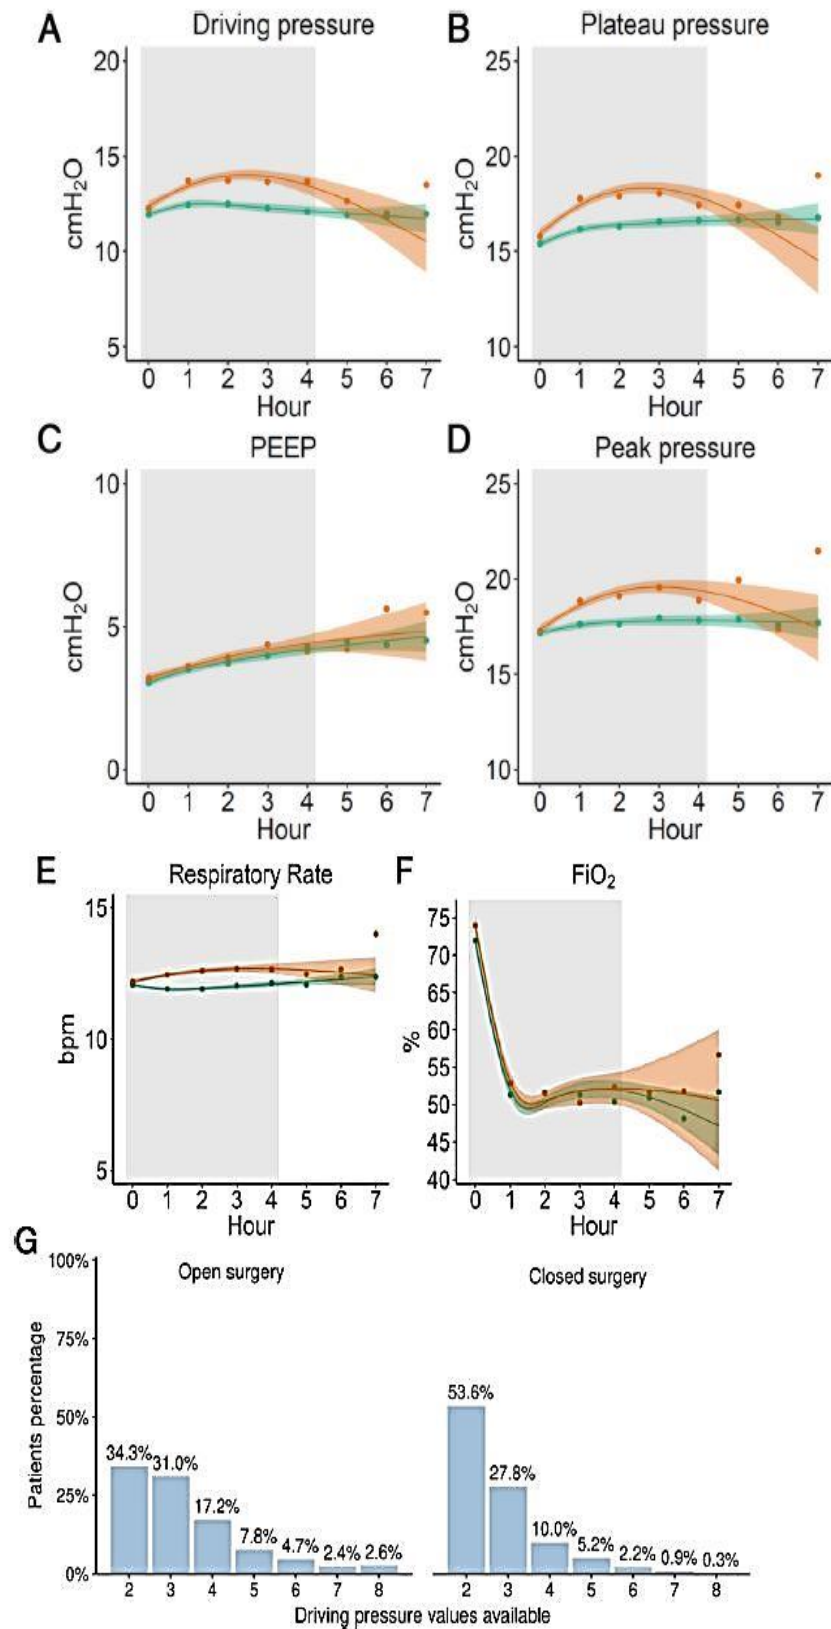 A
Driving pressure
cmH2O
20
15
10
5
0 1 2 3 4 5 6 7
Hour
B
Plateau pressure
cmH2O
25
20
15
10
0 1 2 3 4 5 6 7
Hour
C
PEEP
cmH2O
10
5
0
0 1 2 3 4 5 6 7
Hour
D
Peak pressure
cmH2O
25
20
15
10
0 1 2 3 4 5 6 7
Hour
E
Respiratory Rate
bpm
15
10
5
0 1 2 3 4 5 6 7
Hour
F
FiO2
%
75
70
65
60
55
50
45
40
0 1 2 3 4 5 6 7
Hour
G
Patients percentage
100%
75%
50%
25%
0%
Open surgery
34.3% 31.0% 17.2% 7.8% 4.7% 2.4% 2.6%
2 3 4 5 6 7 8
Closed surgery
53.6% 27.8% 10.0% 5.2% 2.2% 0.9% 0.3%
2 3 4 5 6 7 8
Driving pressure values available